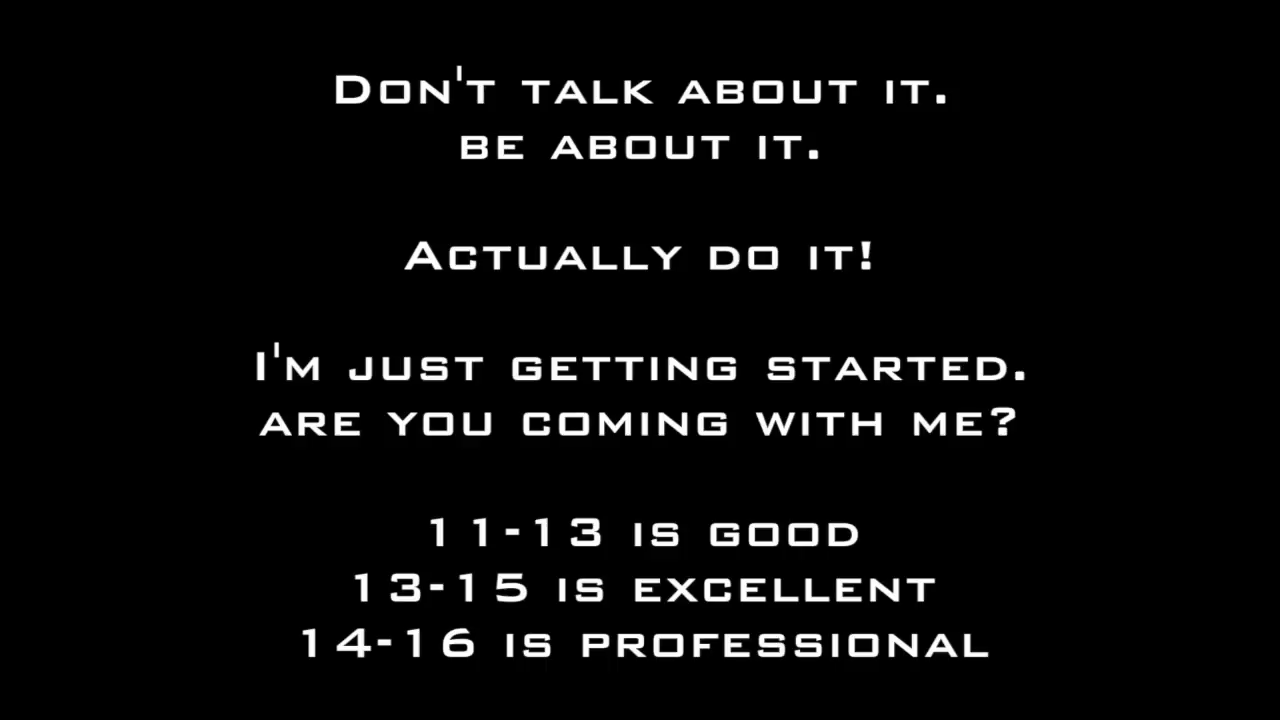 Don't talk about it.
be about it.
Actually do it!
I'm just getting started.
are you coming with me?
11-13 is good
13-15 is excellent
14-16 is professional